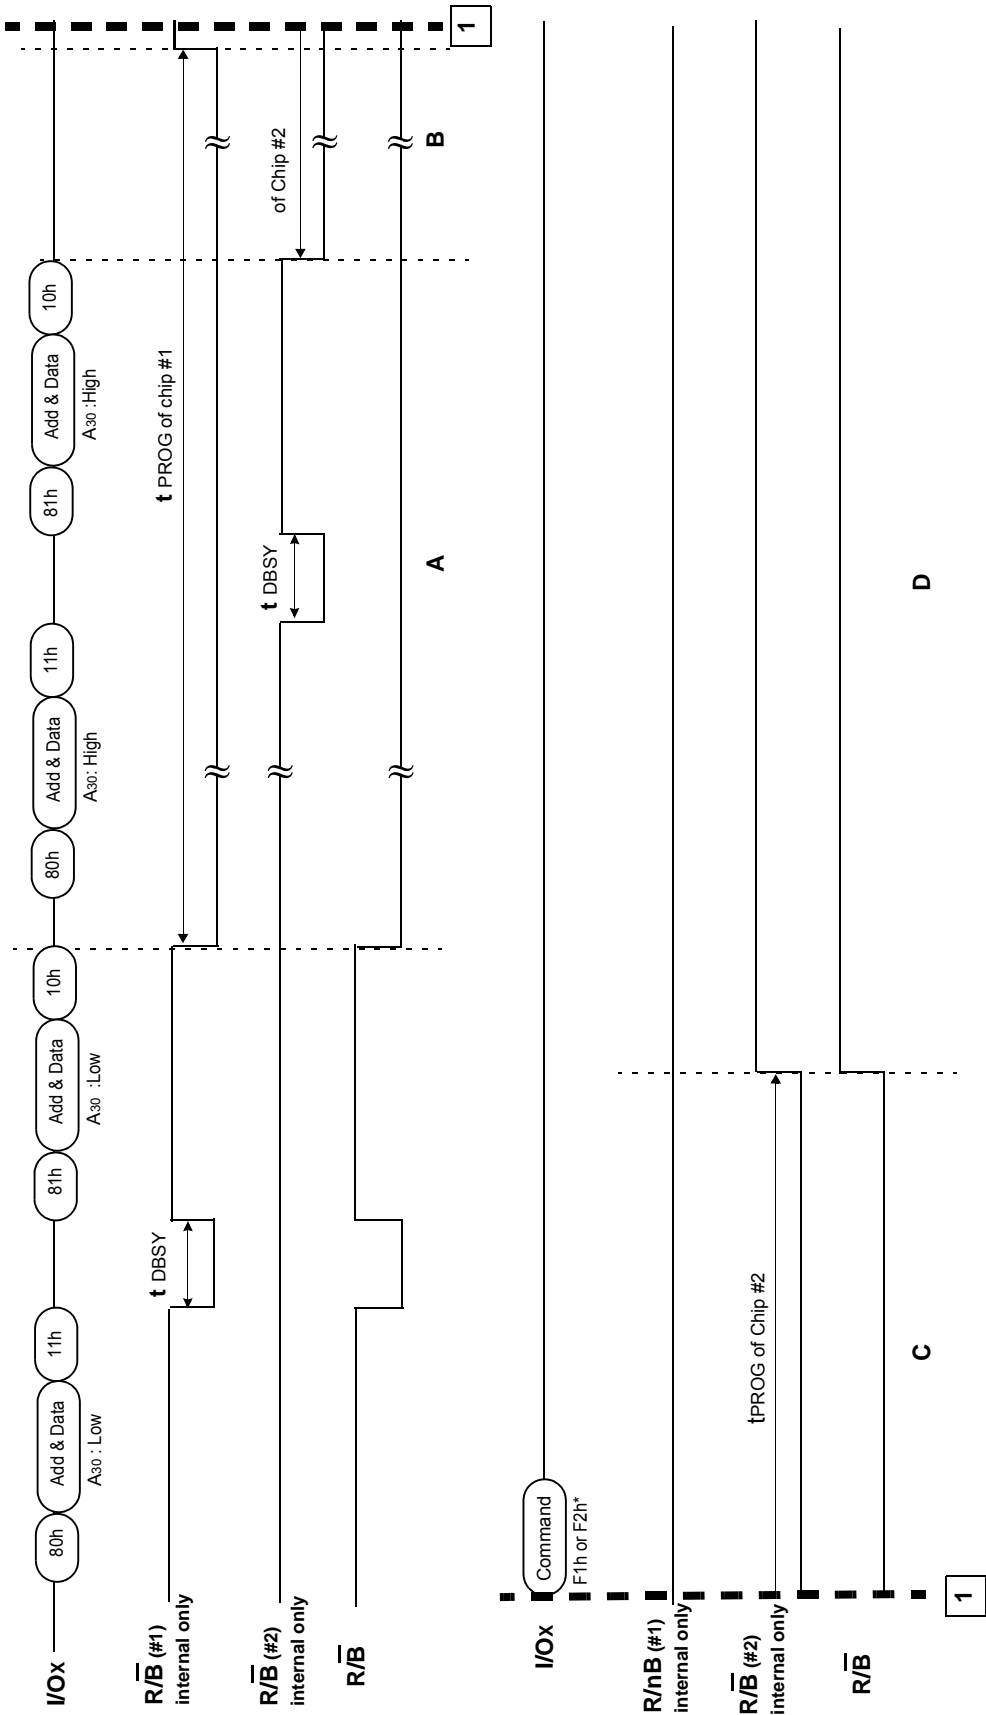 I/Ox
80h
Add & Data
A30 : Low
11h
81h
Add & Data
A30 :Low
10h
80h
Add & Data
A30: High
11h
81h
Add & Data
A30 :High
10h
R/B (#1)
internal only
t DBSY
t PROG of chip #1
R/B (#2)
internal only
t DBSY
of Chip #2
R/B
A
B
1
I/Ox
Command
F1h or F2h*
R/nB (#1)
internal only
R/B (#2)
internal only
tPROG of Chip #2
R/B
C
D
1